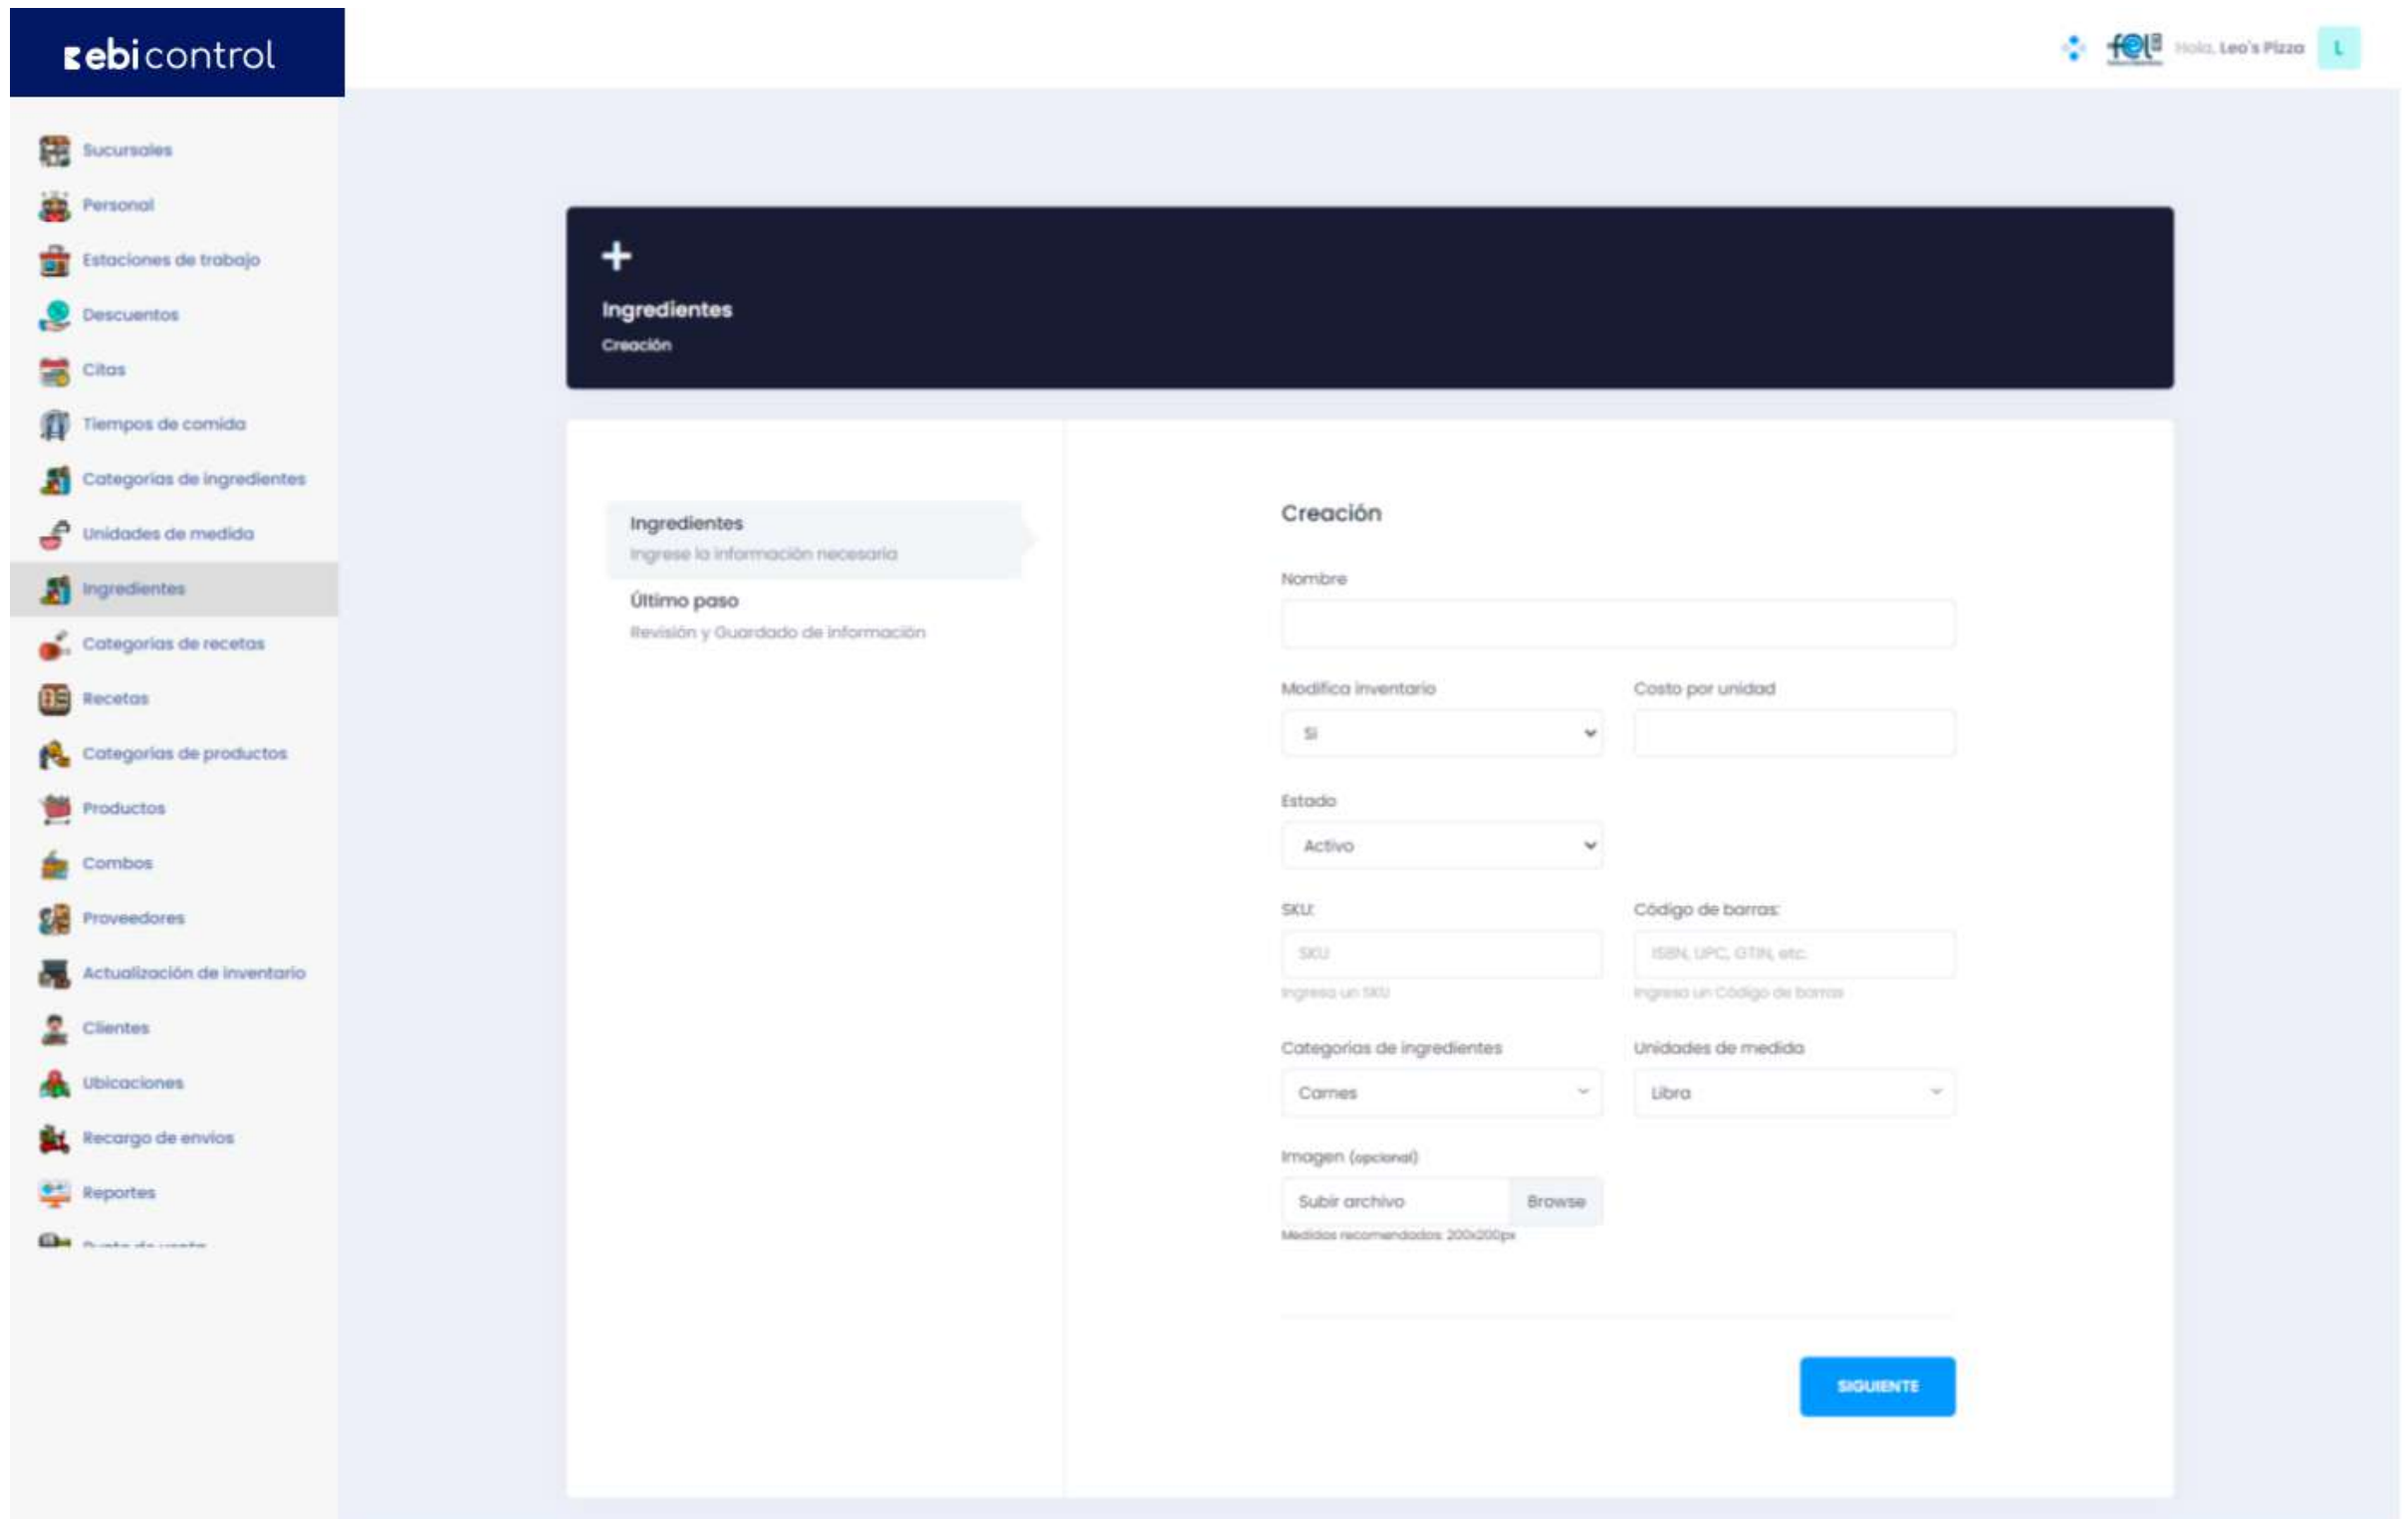 ebicontrol
fel
Hola, Leo's Pizza
L
Sucursales
Personal
Estaciones de trabajo
Descuentos
Citas
Tiempos de comida
Categorías de ingredientes
Unidades de medida
Ingredientes
Categorías de recetas
Recetas
Categorías de productos
Productos
Combos
Proveedores
Actualización de inventario
Clientes
Ubicaciones
Recargo de envíos
Reportes
Punto de venta
Ingredientes
Creación
Ingredientes
Ingrese la información necesaria
Último paso
Revisión y Guardado de información
Creación
Nombre
Modifica inventario
Costo por unidad
Si
Estado
Activo
SKU:
Código de barras:
SKU
ISBN, UPC, GTIN, etc.
Ingresa un SKU
Ingresa un Código de barras
Categorías de ingredientes
Unidades de medida
Carnes
Libra
Imagen (opcional)
Subir archivo
Browse
Medidas recomendadas: 200x200px
SIGUIENTE